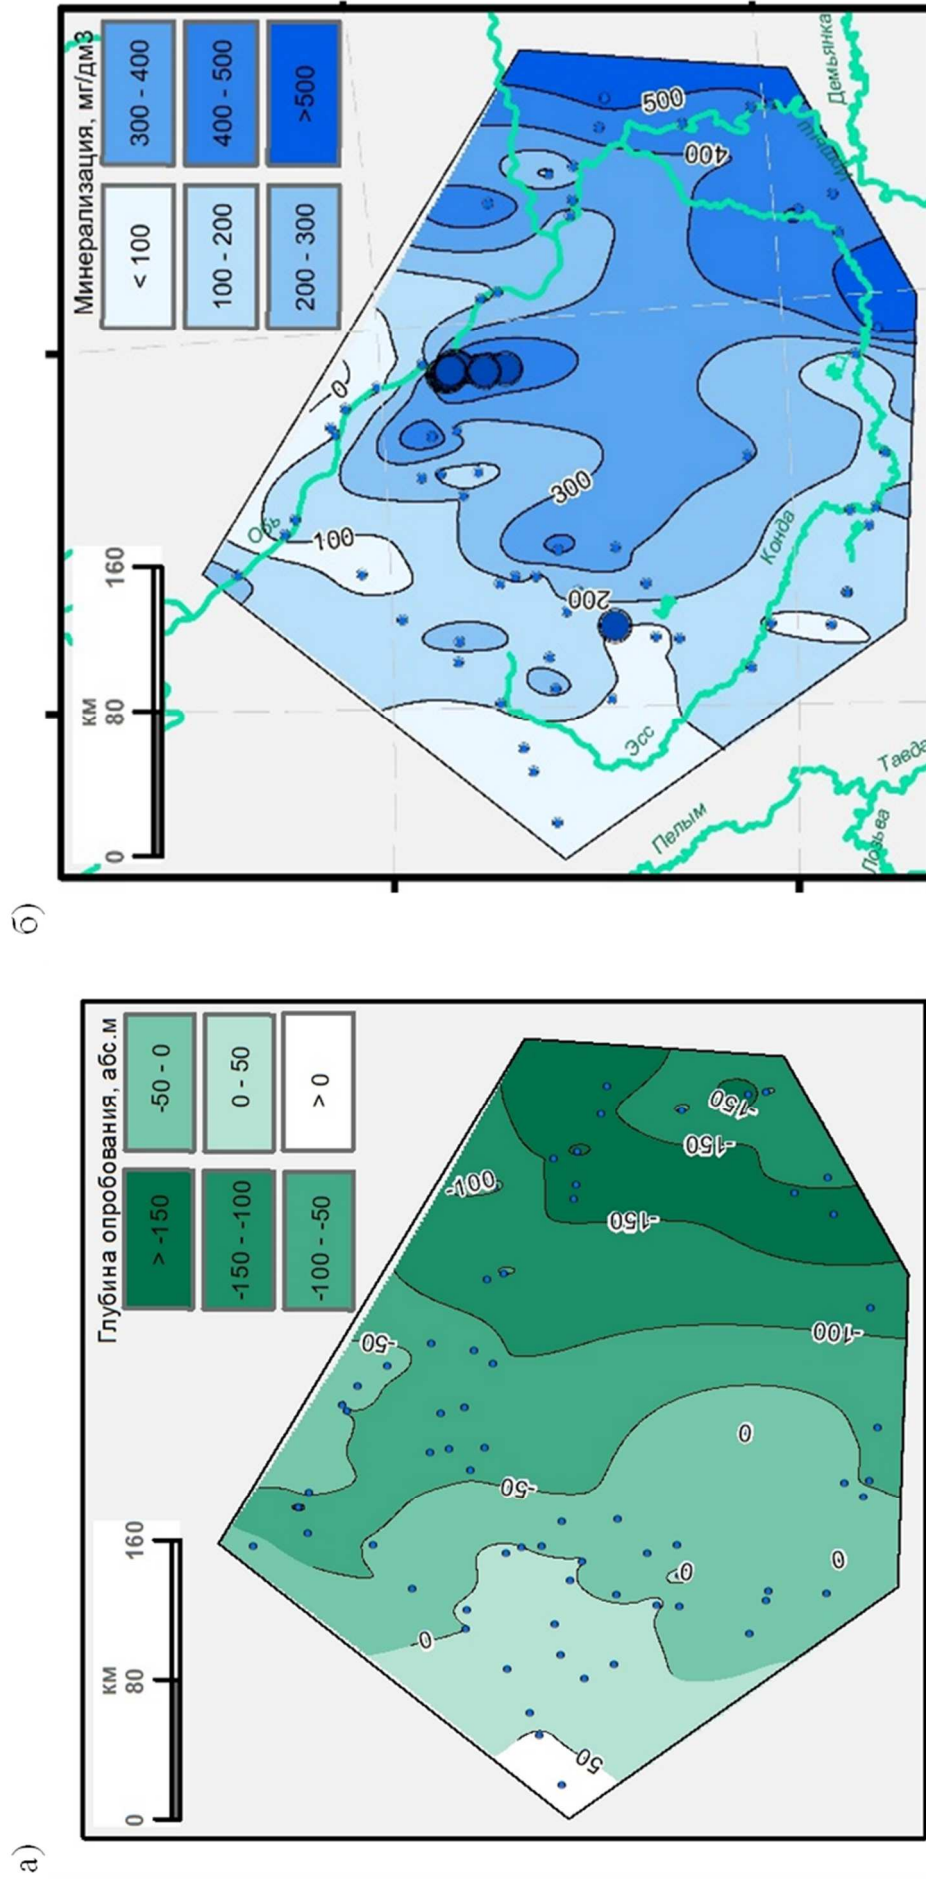 а)
0
80
160
км
Глубина опробования, абс.м
> -150
-50 - 0
-150 - -100
0 - 50
-100 - -50
> 0
50
0
0
0
0
-50
-50
-100
-100
-150
-150
-150
б)
0
80
160
км
Минерализация, мг/дм3
< 100
300 - 400
100 - 200
400 - 500
200 - 300
>500
Обь
100
0
200
300
400
500
Эсс
Конда
Пелым
Лозьва
Тавда
Иртыш
Демьянка